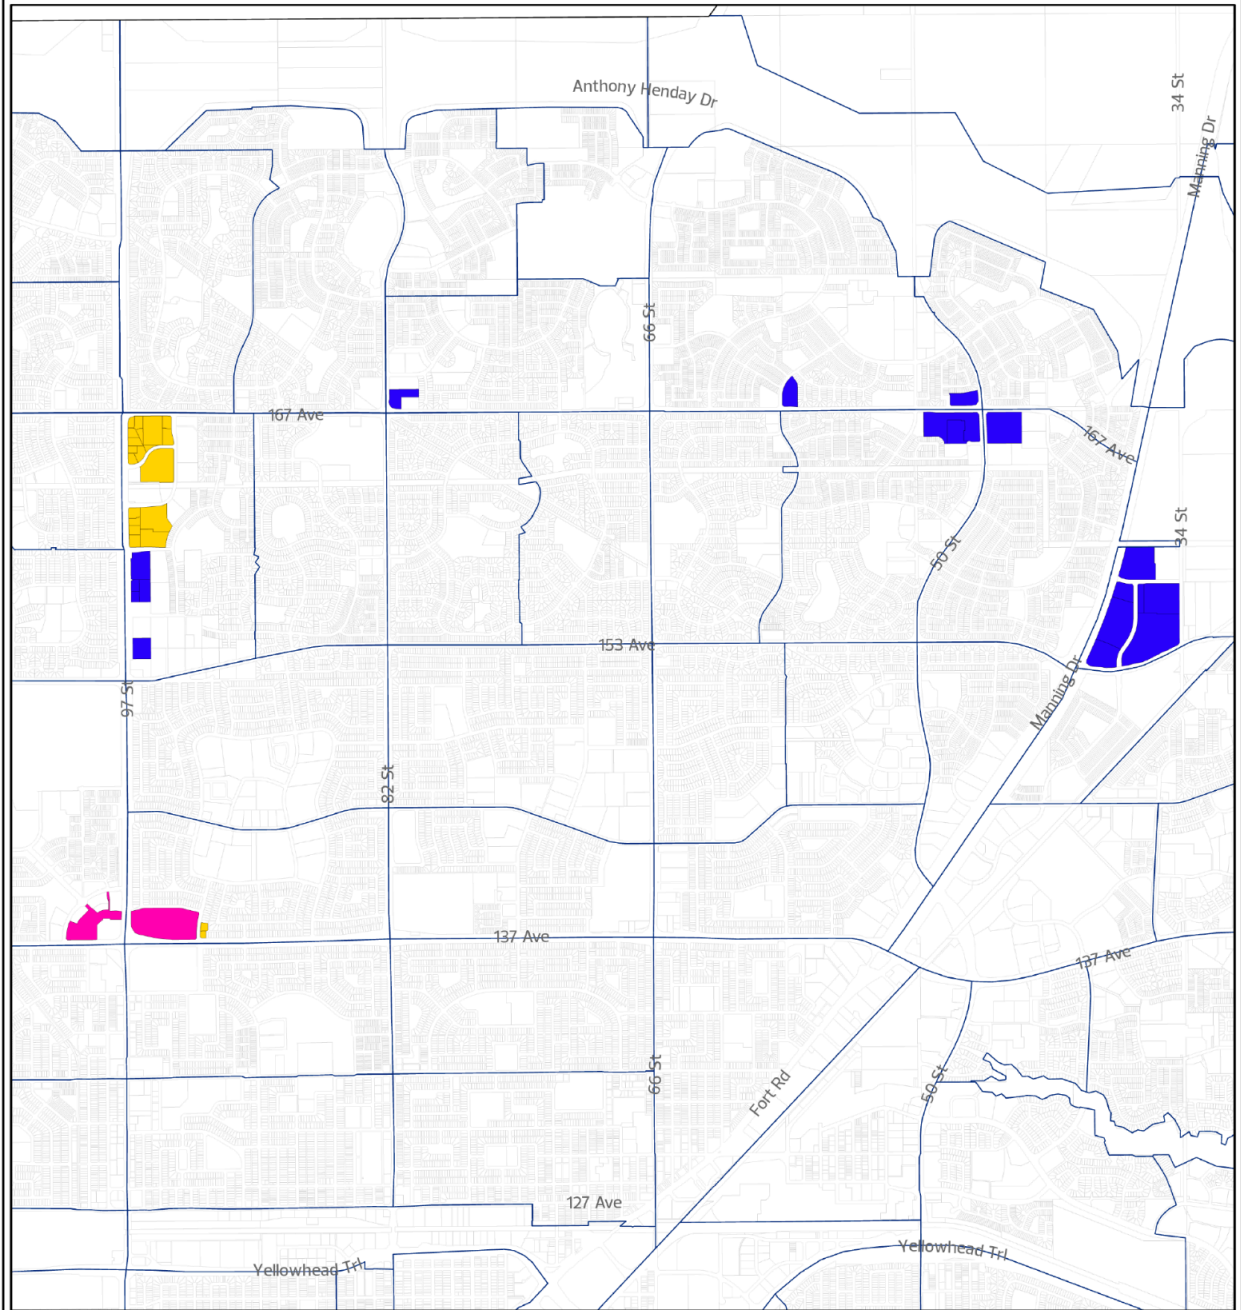 34 St
Anthony Henday Dr
Manning Dr
66 St
167 Ave
167 Ave
34 St
50 St
153 Ave
97 St
Manning Dr
82 St
137 Ave
137 Ave
66 St
50 St
Fort Rd
127 Ave
Yellowhead Trl
Yellowhead Trl